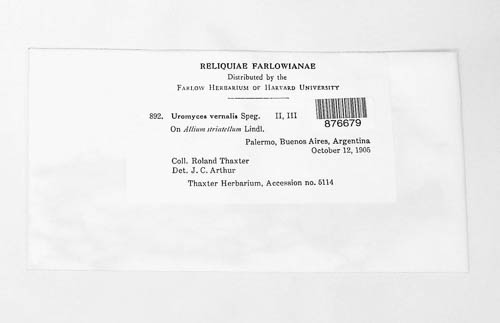 RELIQUIAE FARLOWIANAE
Distributed by the
FARLOW HERBARIUM OF HARVARD UNIVERSITY
892. Uromyces vernalis Speg. II, III
876679
On Allium striatellum Lindl.
Palermo, Buenos Aires, Argentina
October 12, 1905
Coll. Roland Thaxter
Det. J. C. Arthur
Thaxter Herbarium, Accession no. 5114